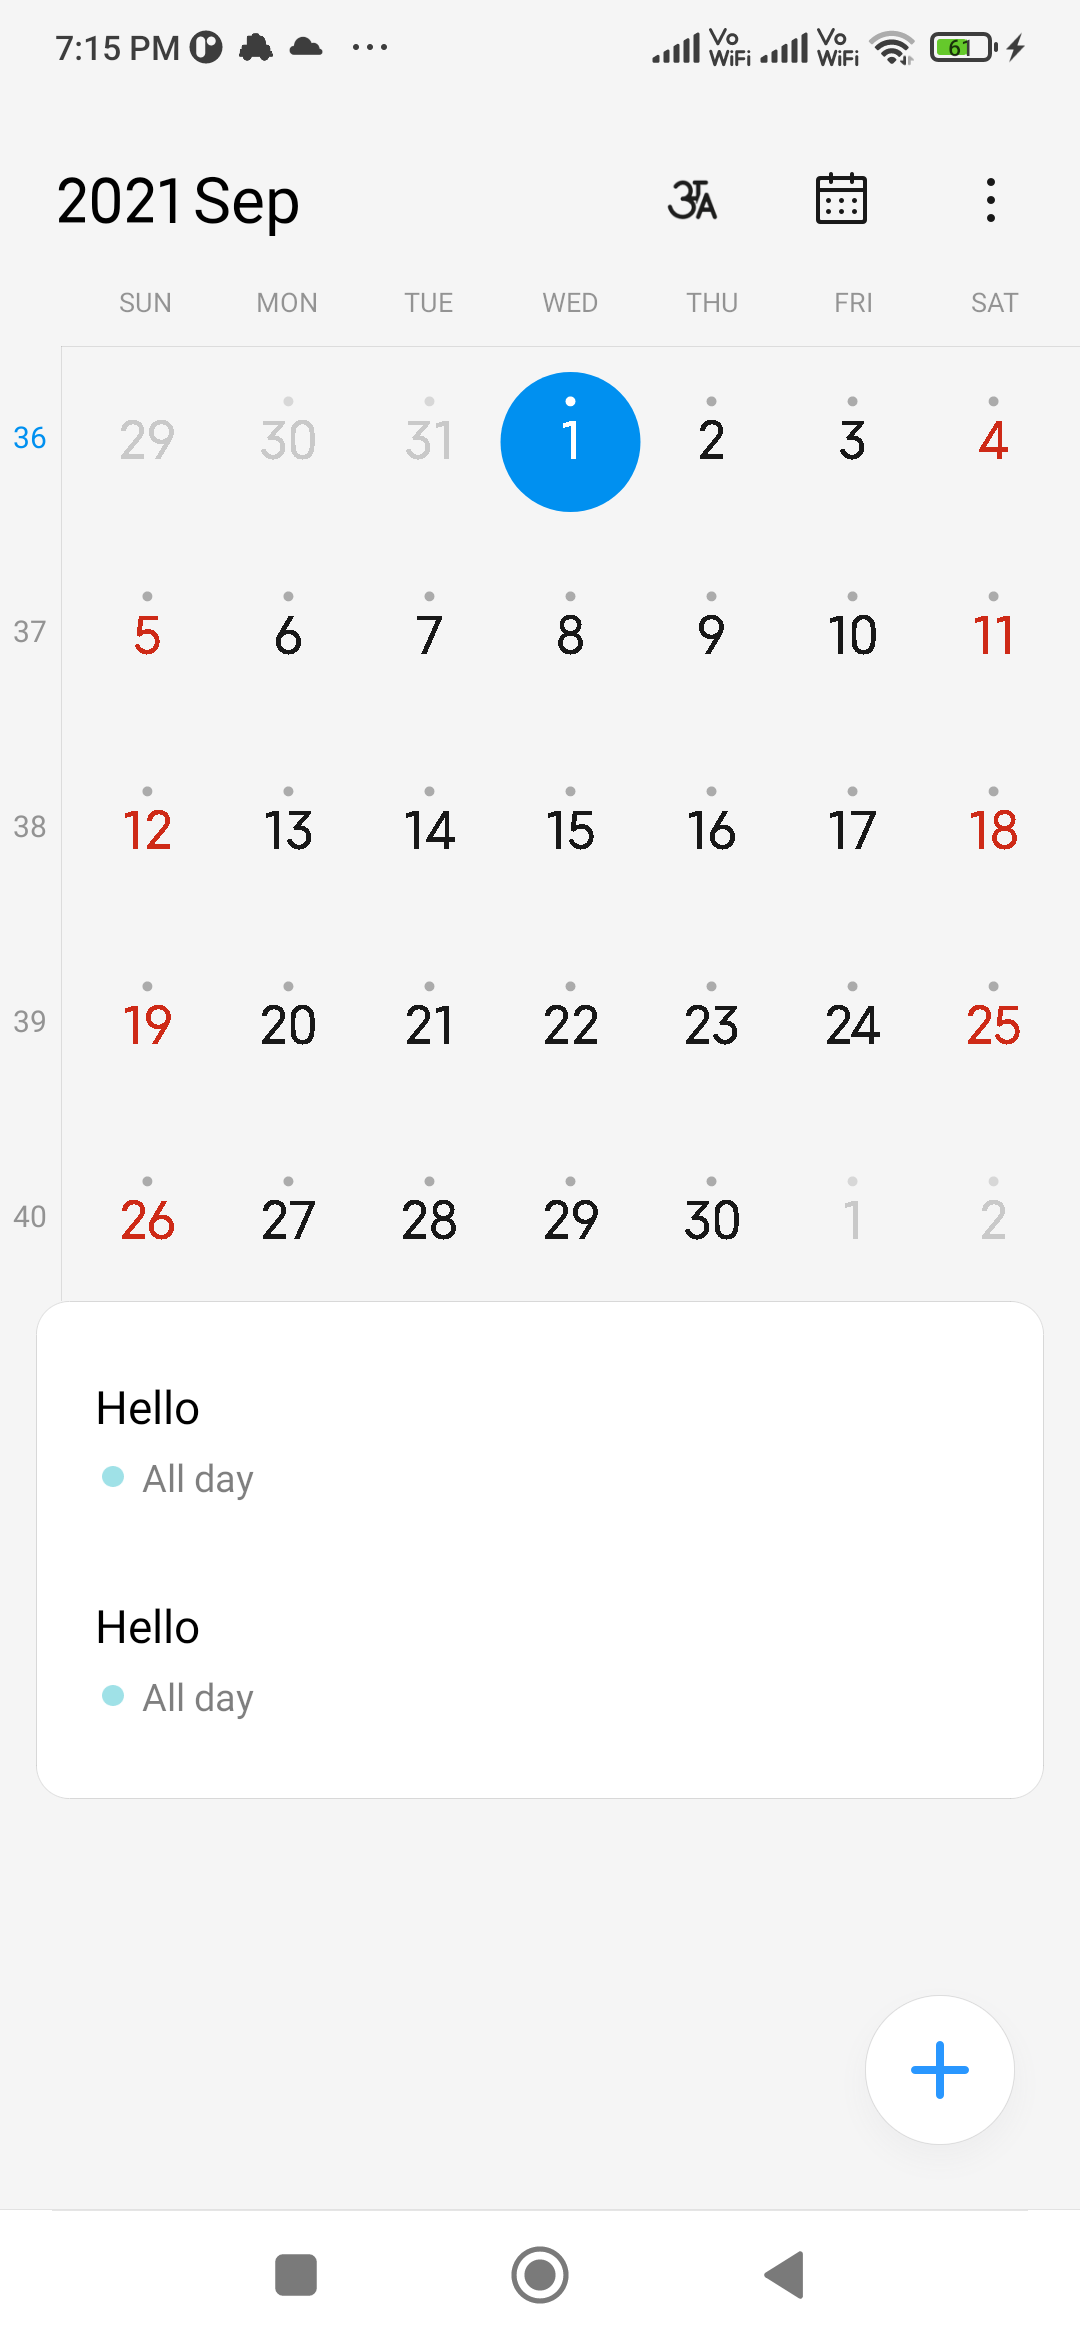 7:15 PM Vo WiFi Vo WiFi 61
2021 Sep अA
SUN MON TUE WED THU FRI SAT
36 29 30 31 1 2 3 4
37 5 6 7 8 9 10 11
38 12 13 14 15 16 17 18
39 19 20 21 22 23 24 25
40 26 27 28 29 30 1 2
Hello
All day
Hello
All day